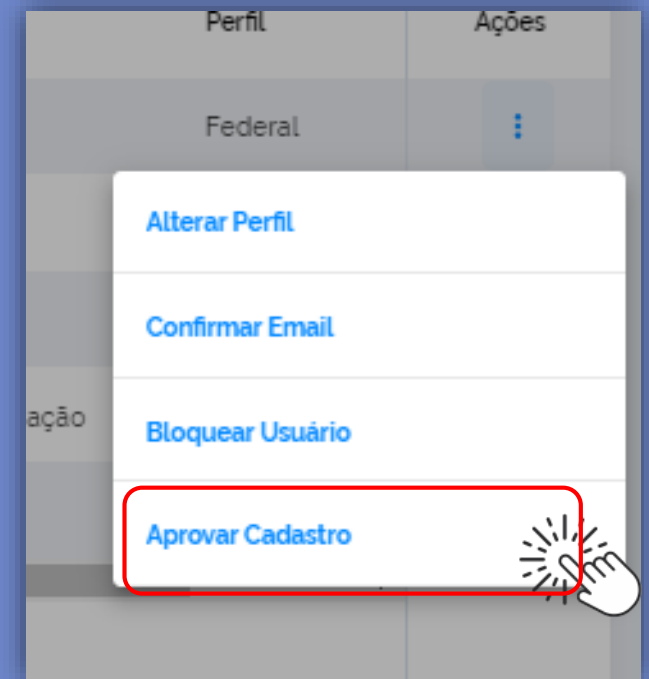 Perfil Ações
Federal
Alterar Perfil
Confirmar Email
ação
Bloquear Usuário
Aprovar Cadastro